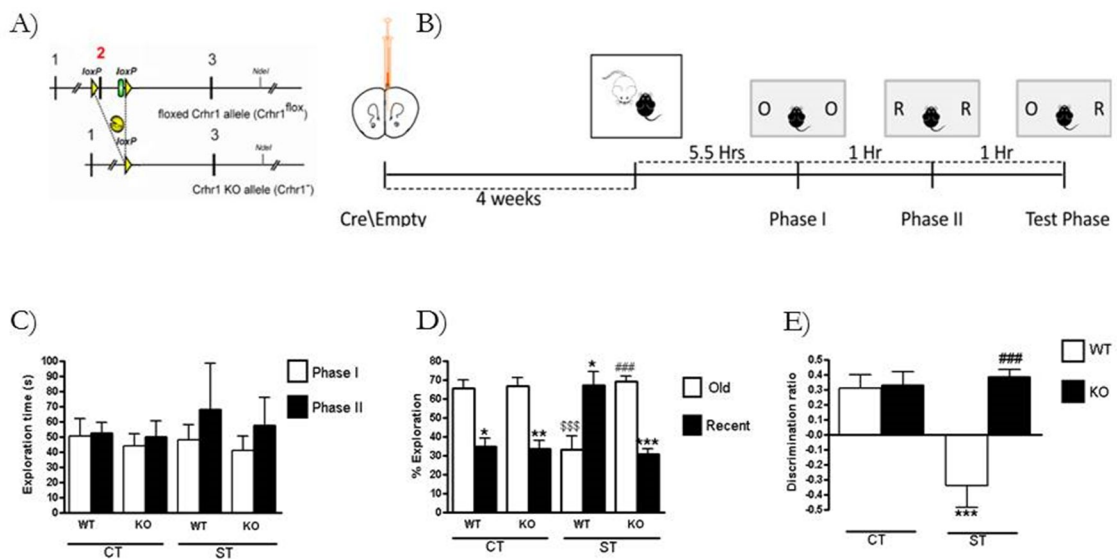 A)
1
2
3
loxP
loxP
NdeI
floxed Crhr1 allele (Crhr1flox)
loxP
1
3
NdeI
Crhr1 KO allele (Crhr1-)
B)
O O
R R
O R
5.5 Hrs
1 Hr
1 Hr
4 weeks
Cre\Empty
Phase I
Phase II
Test Phase
C)
Exploration time (s)
100
90
80
70
60
50
40
30
20
10
0
Phase I
Phase II
WT KO WT KO
CT ST
D)
% Exploration
80
70
60
50
40
30
20
10
0
*
**
$$$
*
###
***
Old
Recent
WT KO WT KO
CT ST
E)
Discrimination ratio
0.5
0.4
0.3
0.2
0.1
-0.0
-0.1
-0.2
-0.3
-0.4
-0.5
###
***
WT
KO
CT ST